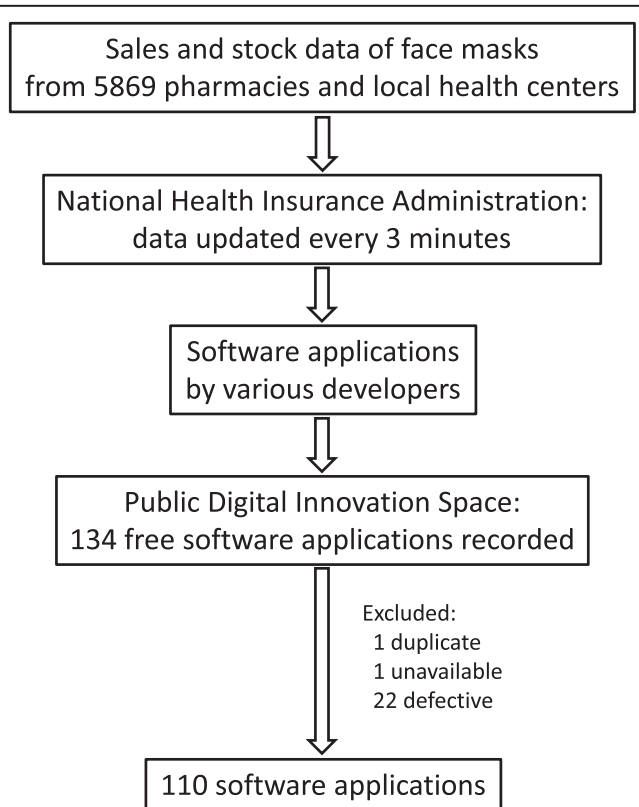 Sales and stock data of face masks
from 5869 pharmacies and local health centers
National Health Insurance Administration:
data updated every 3 minutes
Software applications
by various developers
Public Digital Innovation Space:
134 free software applications recorded
Excluded:
1 duplicate
1 unavailable
22 defective
110 software applications